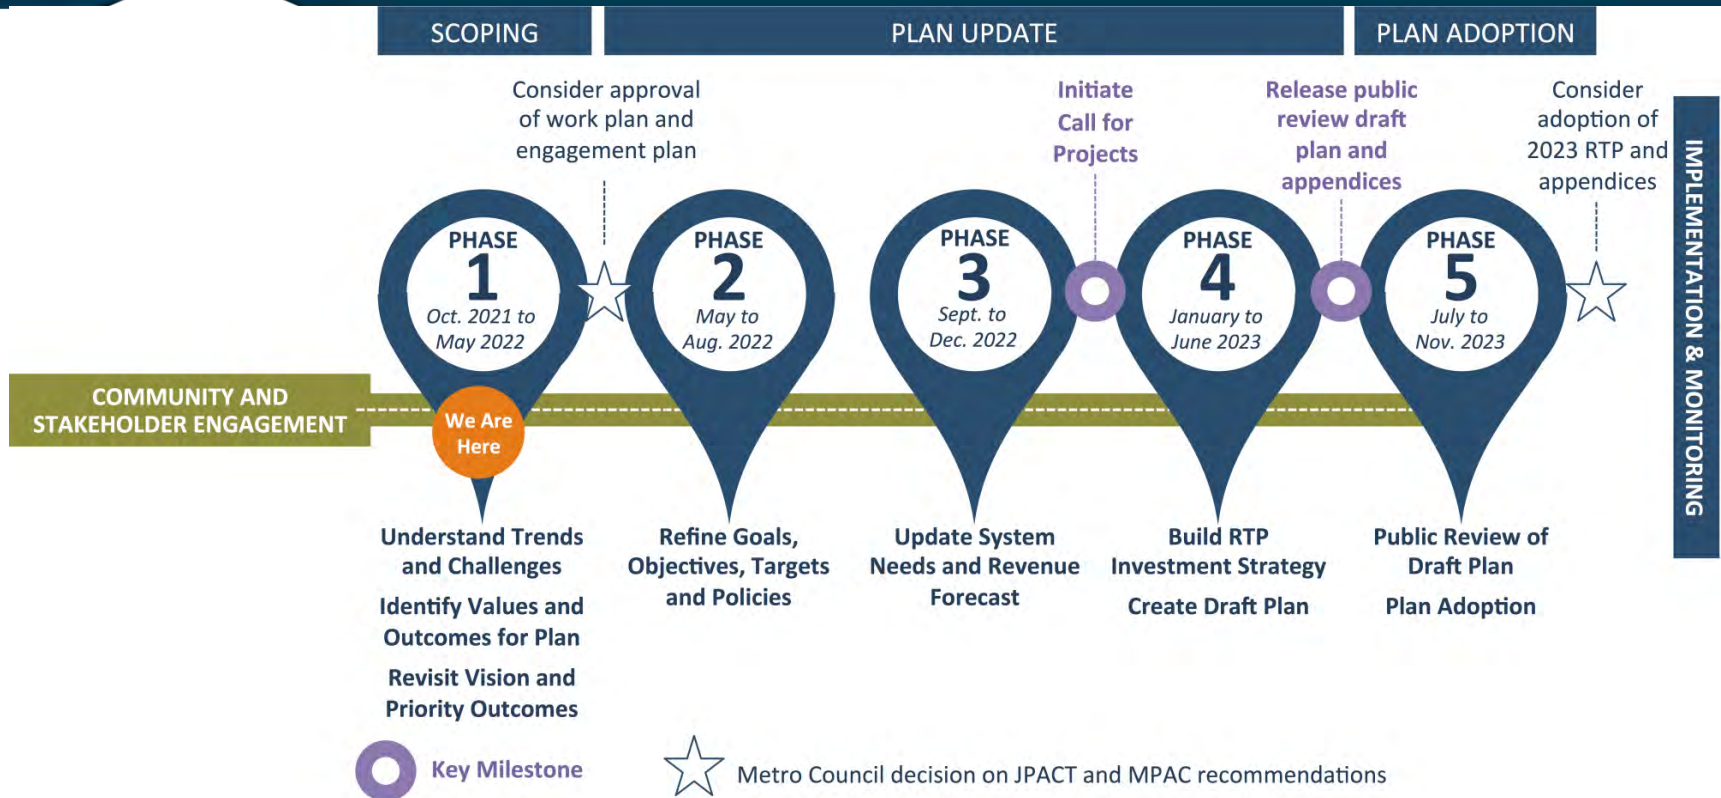 SCOPING
PLAN UPDATE
PLAN ADOPTION
Consider approval
of work plan and
engagement plan
Initiate
Call for
Projects
Release public
review draft
plan and
appendices
Consider
adoption of
2023 RTP and
appendices
IMPLEMENTATION & MONITORING
PHASE
1
Oct. 2021 to
May 2022
PHASE
2
May to
Aug. 2022
PHASE
3
Sept. to
Dec. 2022
PHASE
4
January to
June 2023
PHASE
5
July to
Nov. 2023
COMMUNITY AND
STAKEHOLDER ENGAGEMENT
We Are
Here
Understand Trends
and Challenges
Identify Values and
Outcomes for Plan
Revisit Vision and
Priority Outcomes
Refine Goals,
Objectives, Targets
and Policies
Update System
Needs and Revenue
Forecast
Build RTP
Investment Strategy
Create Draft Plan
Public Review of
Draft Plan
Plan Adoption
Key Milestone
Metro Council decision on JPACT and MPAC recommendations